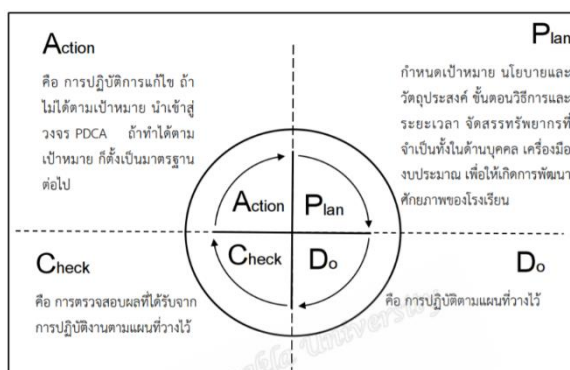 Action
คือ การปฏิบัติการแก้ไข ถ้า
ไม่ได้ตามเป้าหมาย นำเข้าสู่
วงจร PDCA ถ้าทำได้ตาม
เป้าหมาย ก็ตั้งเป็นมาตรฐาน
ต่อไป
Plan
กำหนดเป้าหมาย นโยบายและ
วัตถุประสงค์ ขั้นตอนวิธีการและ
ระยะเวลา จัดสรรทรัพยากรที่
จำเป็นทั้งในด้านบุคคล เครื่องมือ
งบประมาณ เพื่อให้เกิดการพัฒนา
ศักยภาพของโรงเรียน
Action
Plan
Check
Do
Check
คือ การตรวจสอบผลที่ได้รับจาก
การปฏิบัติงานตามแผนที่วางไว้
Do
คือ การปฏิบัติตามแผนที่วางไว้
University